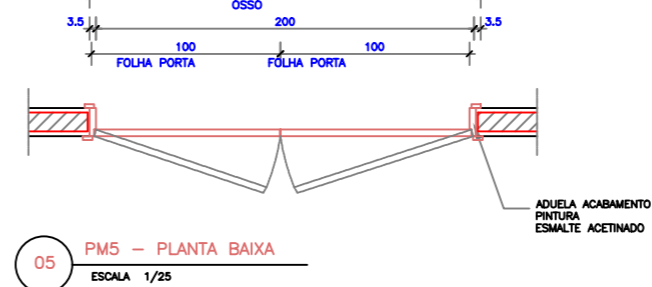 OSSO
3.5 200 3.5
100 100
FOLHA PORTA FOLHA PORTA
ADUELA ACABAMENTO
PINTURA
ESMALTE ACETINADO
05 PM5 - PLANTA BAIXA
ESCALA 1/25